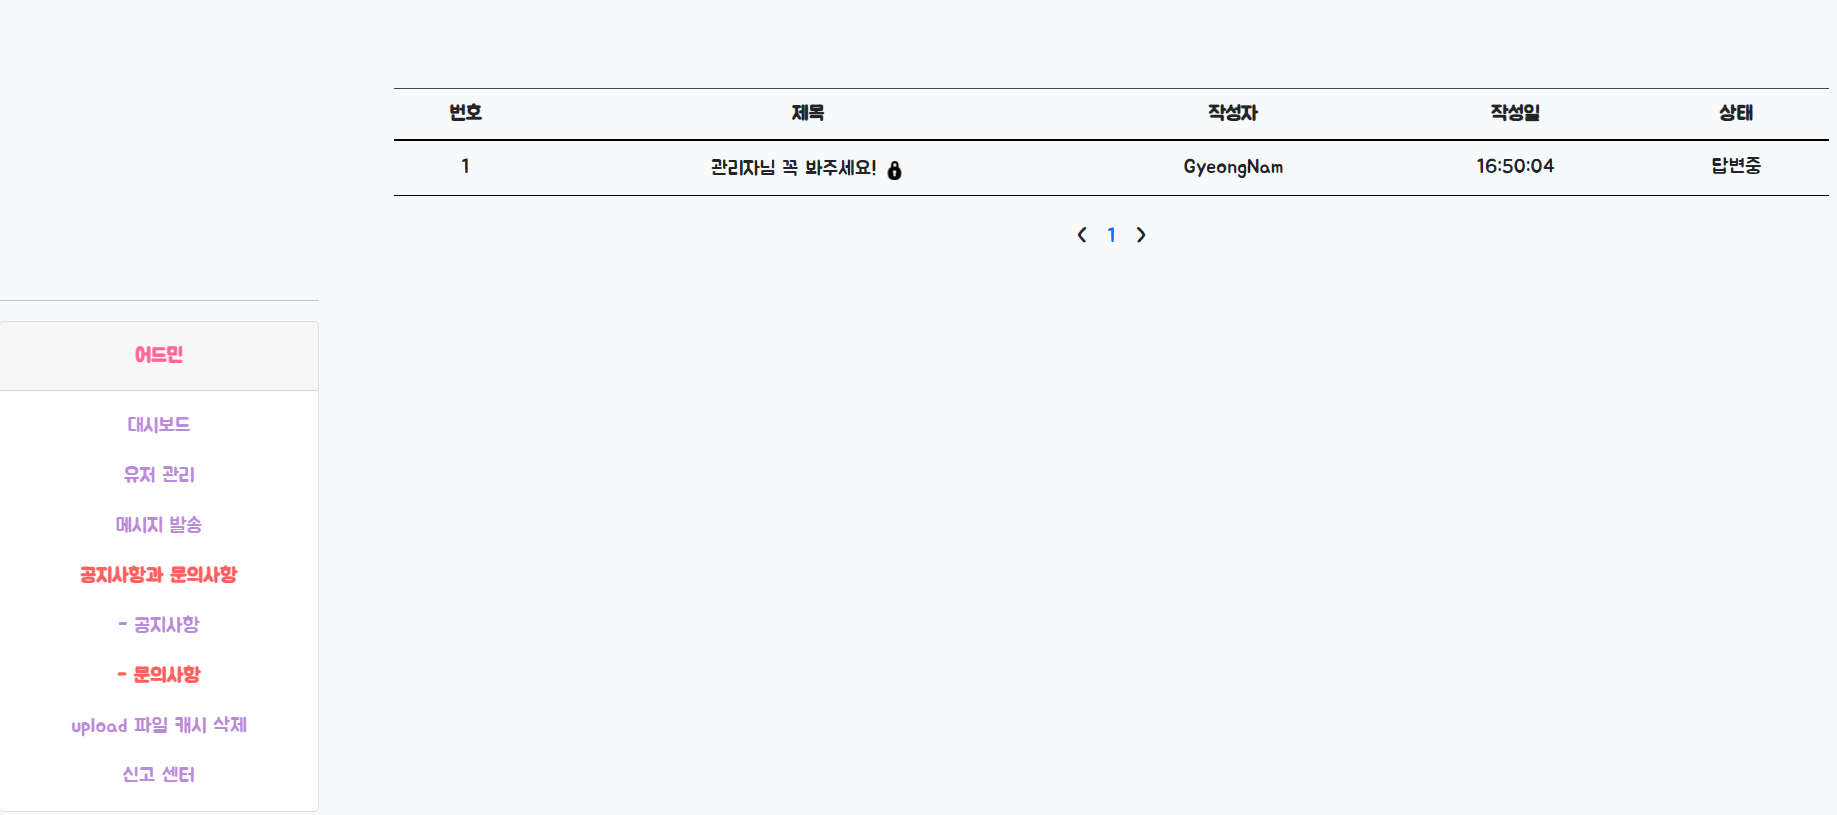 번호 제목 작성자 작성일 상태
1 관리자님 꼭 봐주세요! GyeongNam 16:50:04 답변중
< 1 >
어드민
대시보드
유저 관리
메시지 발송
공지사항과 문의사항
- 공지사항
- 문의사항
upload 파일 캐시 삭제
신고 센터